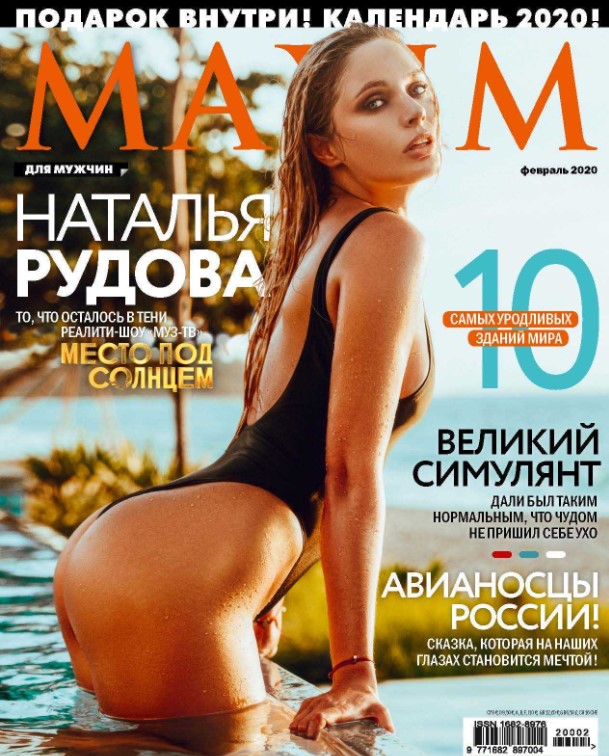 ПОДАРОК ВНУТРИ! КАЛЕНДАРЬ 2020!
MAXIM
ДЛЯ МУЖЧИН
февраль 2020
НАТАЛЬЯ
РУДОВА
ТО, ЧТО ОСТАЛОСЬ В ТЕНИ
РЕАЛИТИ-ШОУ «МУЗ-ТВ»
МЕСТО ПОД
СОЛНЦЕМ
10
САМЫХ УРОДЛИВЫХ
ЗДАНИЙ МИРА
ВЕЛИКИЙ
СИМУЛЯНТ
ДАЛИ БЫЛ ТАКИМ
НОРМАЛЬНЫМ, ЧТО ЧУДОМ
НЕ ПРИШИЛ СЕБЕ УХО
АВИАНОСЦЫ
РОССИИ!
СКАЗКА, КОТОРАЯ НА НАШИХ
ГЛАЗАХ СТАНОВИТСЯ МЕЧТОЙ!
ISSN 1682-8976
20002
9 771682 897004